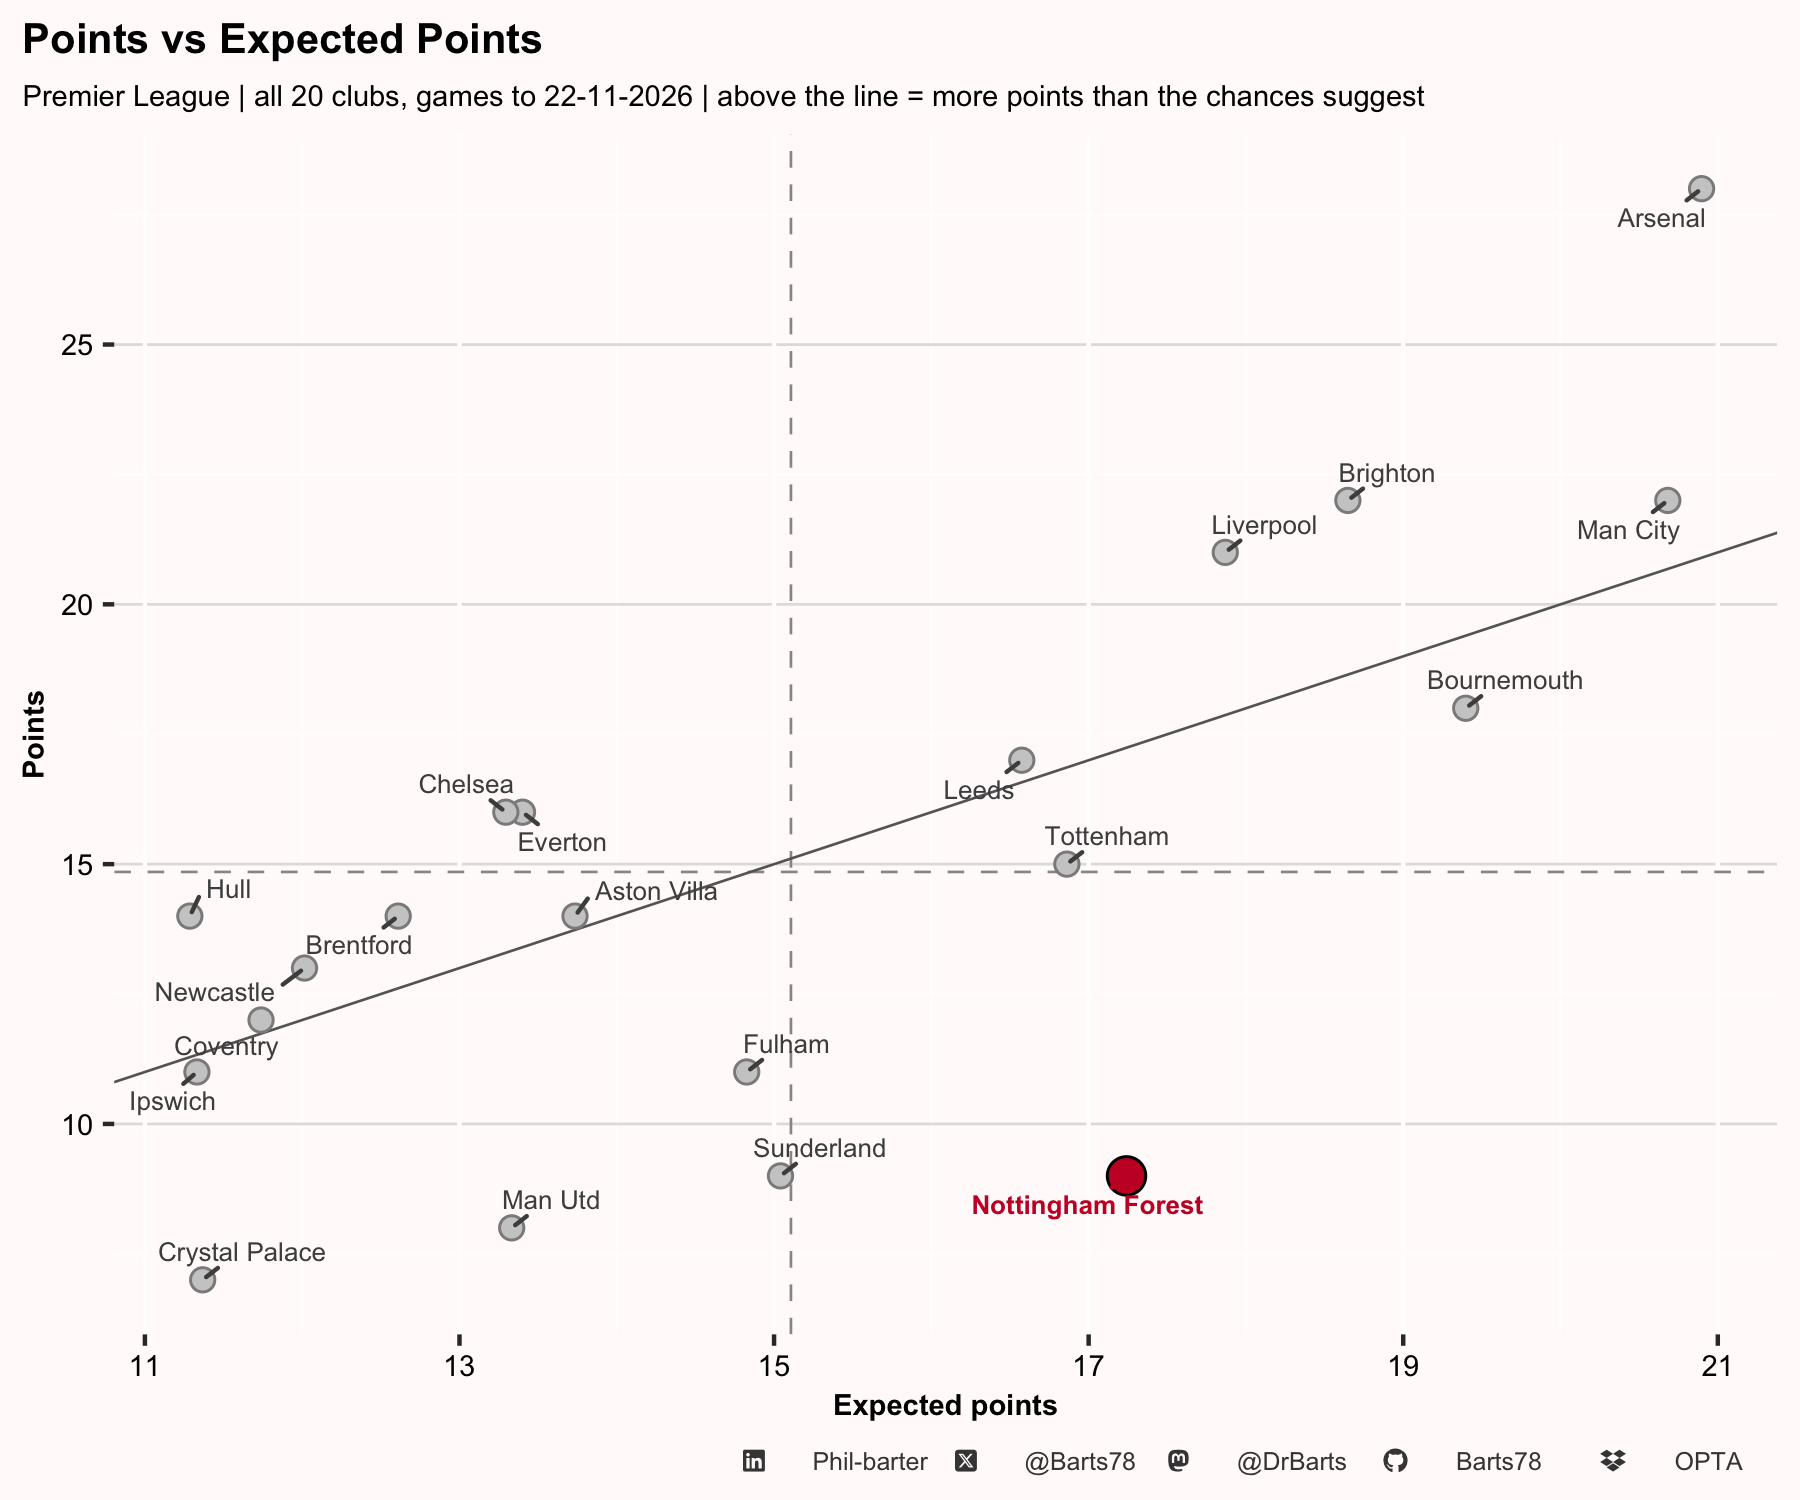 Points vs Expected Points
Premier League | all 20 clubs, games to 22-11-2026 | above the line = more points than the chances suggest
Arsenal
25
Brighton
Man City
Liverpool
20
Bournemouth
Points
Leeds
Chelsea
Everton
Tottenham
15
Hull
Aston Villa
Brentford
Newcastle
Coventry
Fulham
Ipswich
10
Sunderland
Nottingham Forest
Man Utd
Crystal Palace
11 13 15 17 19 21
Expected points
Phil-barter @Barts78 @DrBarts Barts78 OPTA